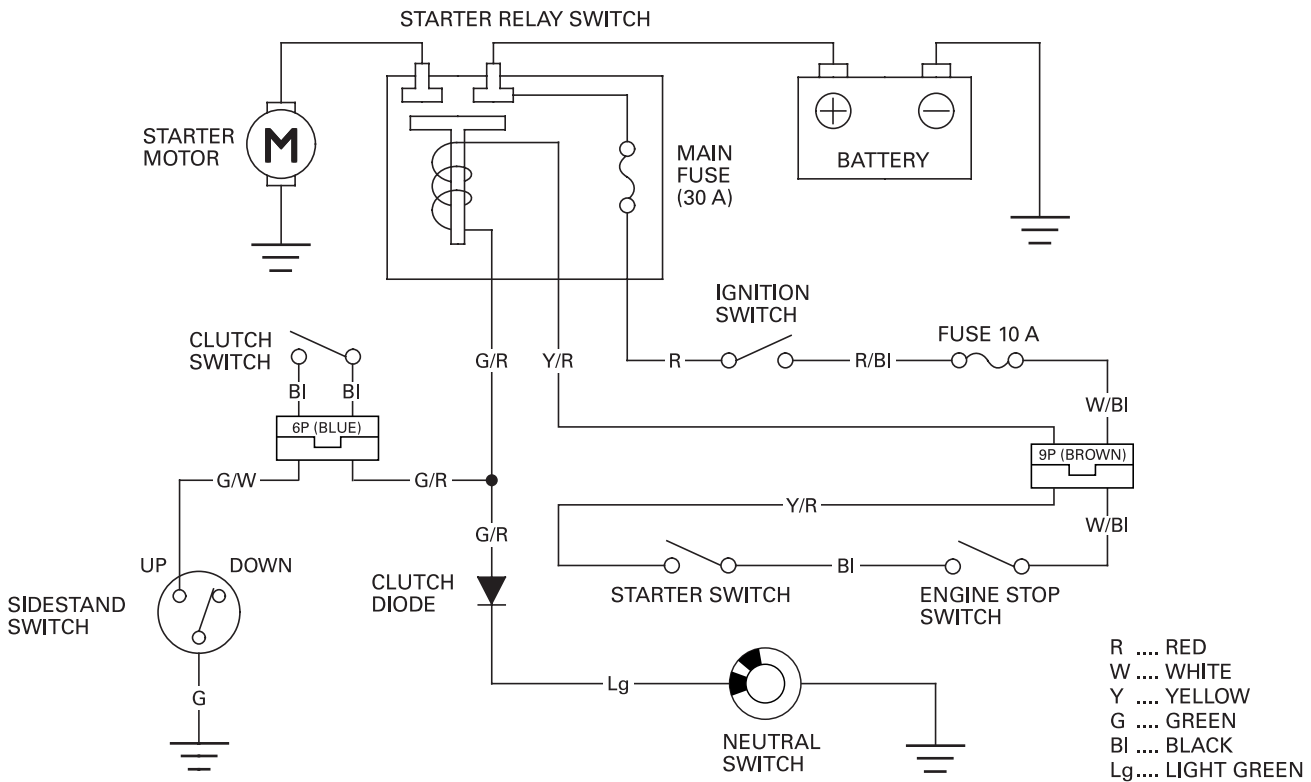 STARTER RELAY SWITCH
STARTER
MOTOR
M
MAIN
FUSE
(30 A)
+
−
BATTERY
IGNITION
SWITCH
FUSE 10 A
CLUTCH
SWITCH
G/R
Y/R
R
R/Bl
Bl
Bl
W/Bl
6P (BLUE)
9P (BROWN)
G/W
G/R
Y/R
G/R
W/Bl
UP
DOWN
SIDESTAND
SWITCH
CLUTCH
DIODE
Bl
STARTER SWITCH
ENGINE STOP
SWITCH
G
Lg
NEUTRAL
SWITCH
R .... RED
W .... WHITE
Y .... YELLOW
G .... GREEN
Bl .... BLACK
Lg .... LIGHT GREEN